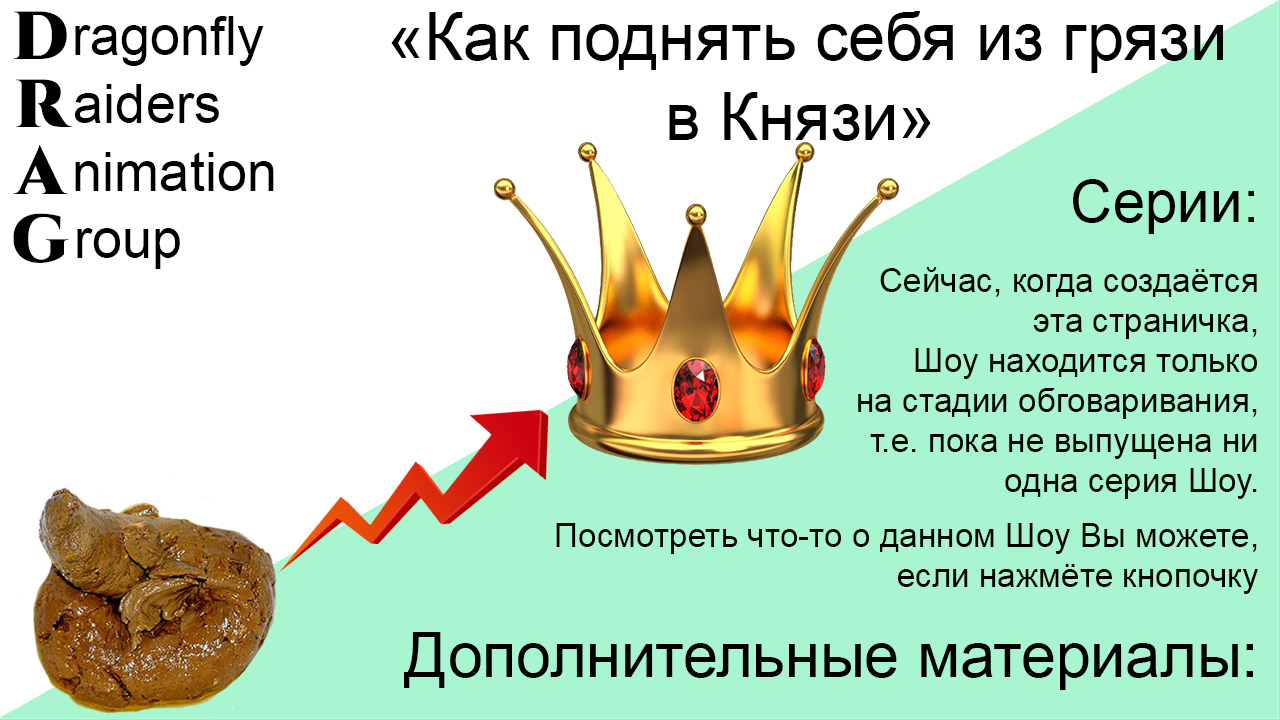 Dragonfly
Raiders
Animation
Group
«Как поднять себя из грязи
в Князи»
Серии:
Сейчас, когда создаётся
эта страничка,
Шоу находится только
на стадии обговаривания,
т.е. пока не выпущена ни
одна серия Шоу.
Посмотреть что-то о данном Шоу Вы можете,
если нажмёте кнопочку
Дополнительные материалы: